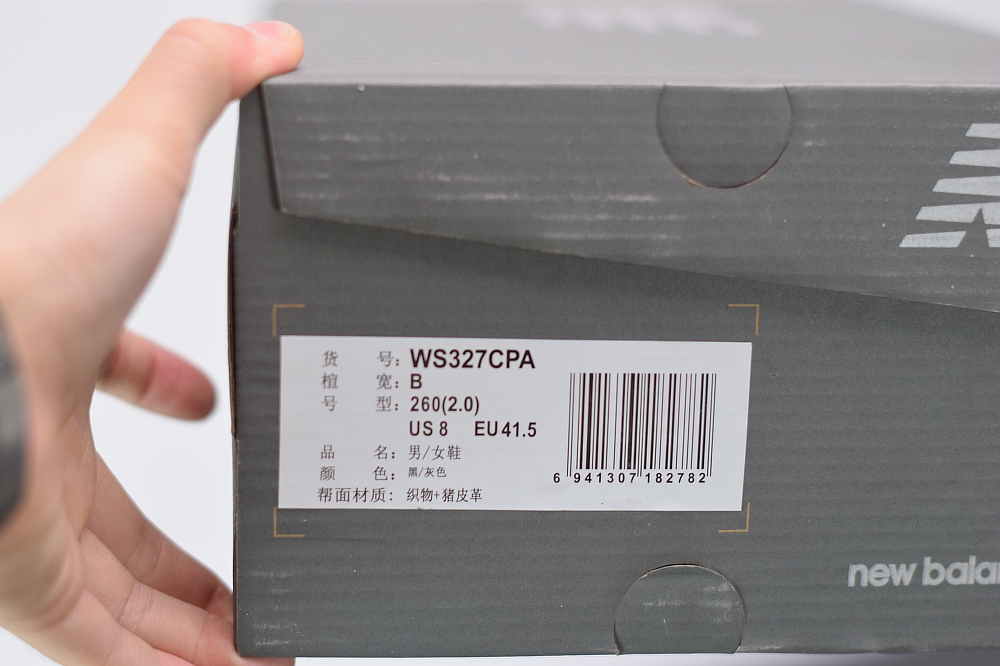 货 号: WS327CPA
楦 宽: B
号 型: 260(2.0)
US 8 EU 41.5
品 名: 男/女鞋
颜 色: 黑/灰色
帮面材质: 织物+猪皮革
6 941307 182782
new balan